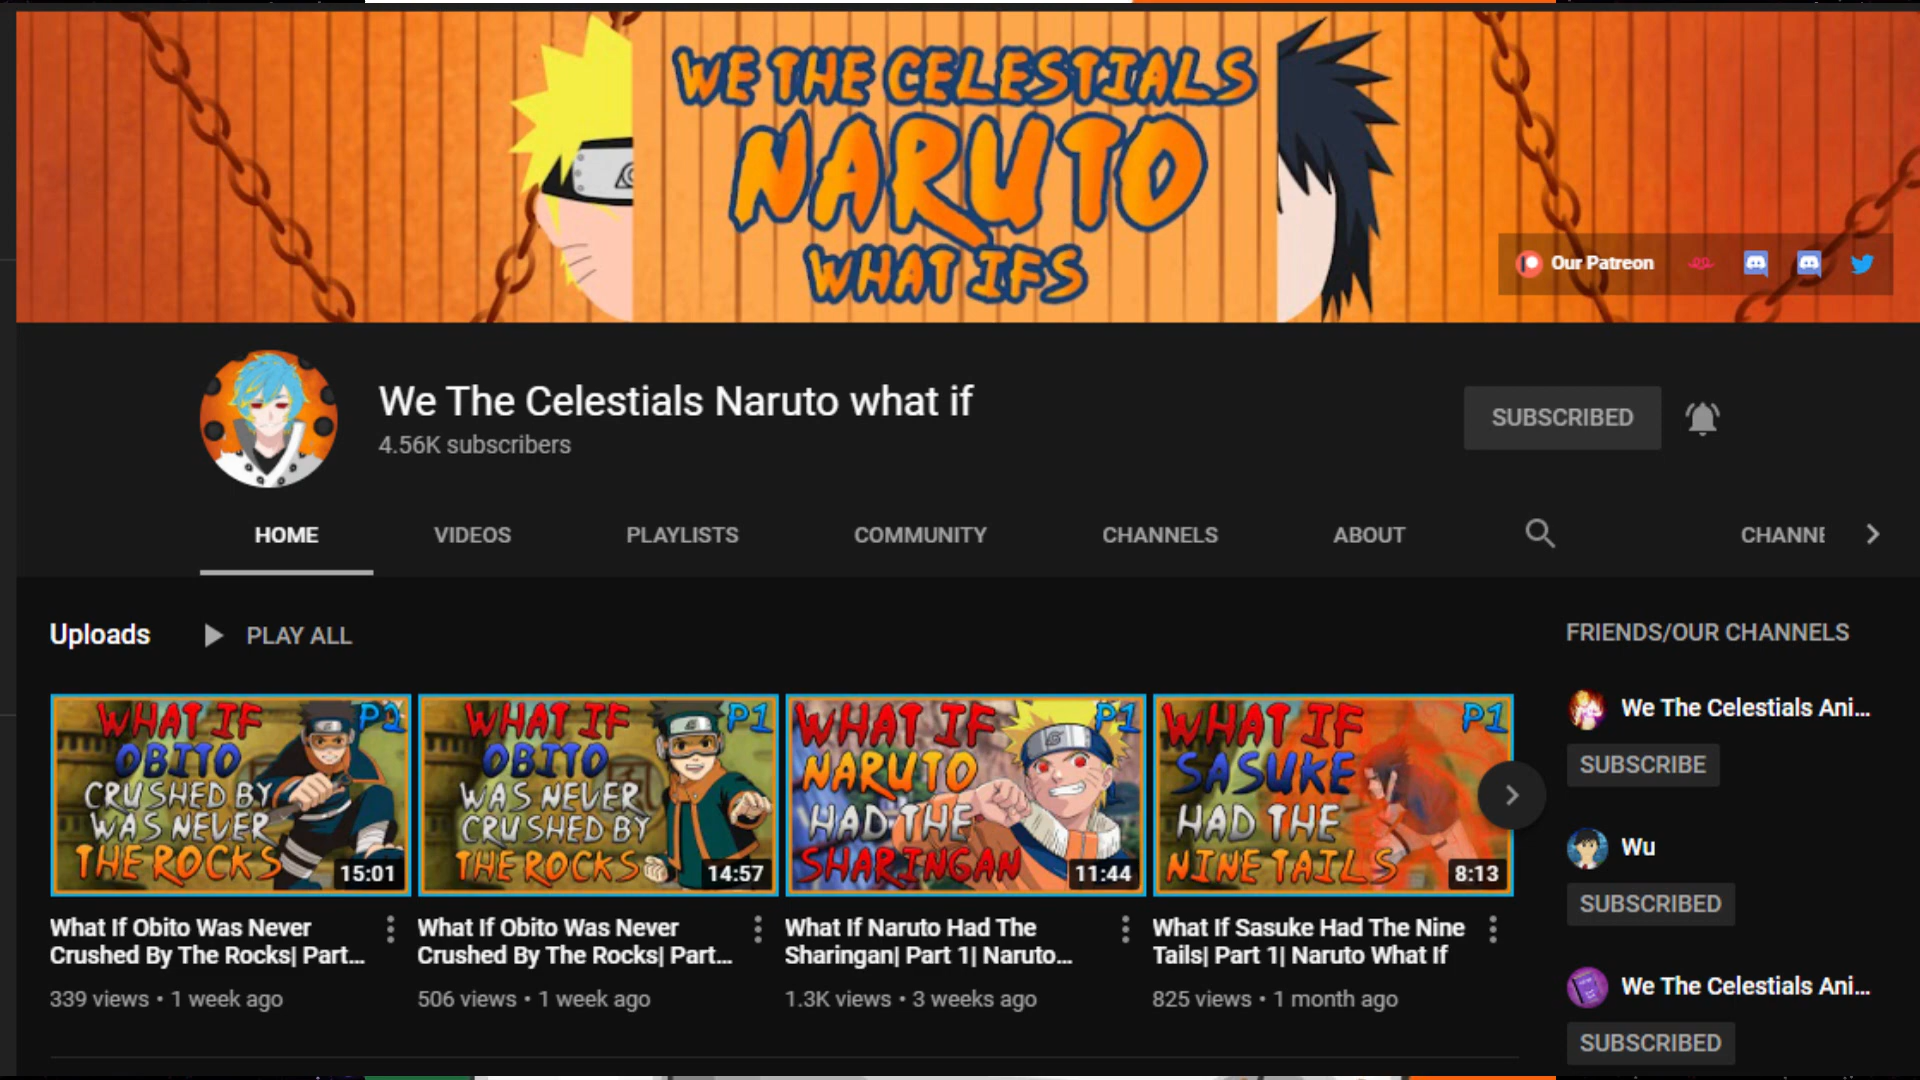 WE THE CELESTIALS
NARUTO
WHAT IFS
Our Patreon
We The Celestials Naruto what if
4.56K subscribers
SUBSCRIBED
HOME
VIDEOS
PLAYLISTS
COMMUNITY
CHANNELS
ABOUT
CHANNE
Uploads
PLAY ALL
WHAT IF
P1
OBITO
CRUSHED BY
WAS NEVER
THE ROCKS
15:01
What If Obito Was Never
Crushed By The Rocks| Part...
339 views • 1 week ago
WHAT IF
P1
OBITO
WAS NEVER
CRUSHED BY
THE ROCKS
14:57
What If Obito Was Never
Crushed By The Rocks| Part...
506 views • 1 week ago
WHAT IF
P1
NARUTO
HAD THE
SHARINGAN
11:44
What If Naruto Had The
Sharingan| Part 1| Naruto...
1.3K views • 3 weeks ago
WHAT IF
P1
SASUKE
HAD THE
NINE TAILS
8:13
What If Sasuke Had The Nine
Tails| Part 1| Naruto What If
825 views • 1 month ago
FRIENDS/OUR CHANNELS
We The Celestials Ani...
SUBSCRIBE
Wu
SUBSCRIBED
We The Celestials Ani...
SUBSCRIBED